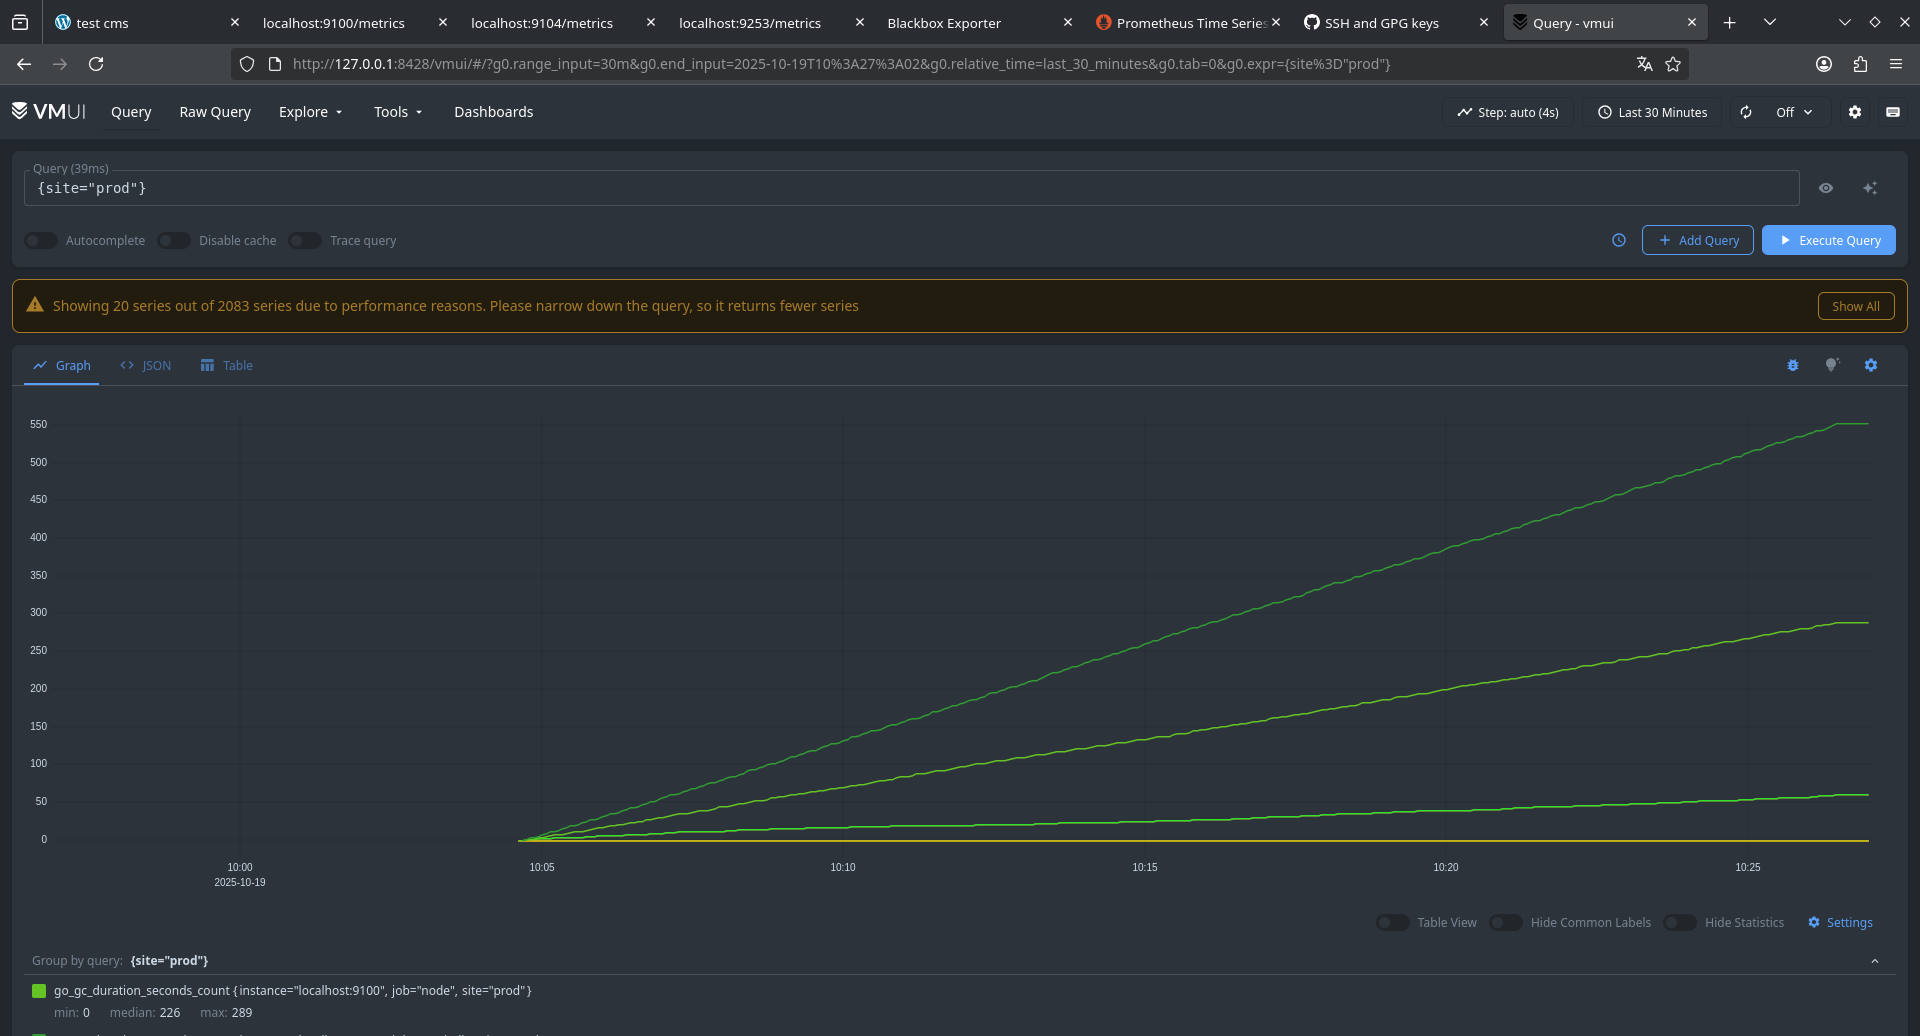 test cms
localhost:9100/metrics
localhost:9104/metrics
localhost:9253/metrics
Blackbox Exporter
Prometheus Time Series
SSH and GPG keys
Query - vmui
http://127.0.0.1:8428/vmui/#/?g0.range_input=30m&g0.end_input=2025-10-19T10%3A27%3A02&g0.relative_time=last_30_minutes&g0.tab=0&g0.expr={site%3D"prod"}
VMUI
Query
Raw Query
Explore
Tools
Dashboards
Step: auto (4s)
Last 30 Minutes
Off
Query (39ms)
{site="prod"}
Autocomplete
Disable cache
Trace query
Add Query
Execute Query
Showing 20 series out of 2083 series due to performance reasons. Please narrow down the query, so it returns fewer series
Show All
Graph
JSON
Table
550
500
450
400
350
300
250
200
150
100
50
0
10:00
10:05
10:10
10:15
10:20
10:25
2025-10-19
Table View
Hide Common Labels
Hide Statistics
Settings
Group by query: {site="prod"}
go_gc_duration_seconds_count {instance="localhost:9100", job="node", site="prod"}
min: 0 median: 226 max: 289